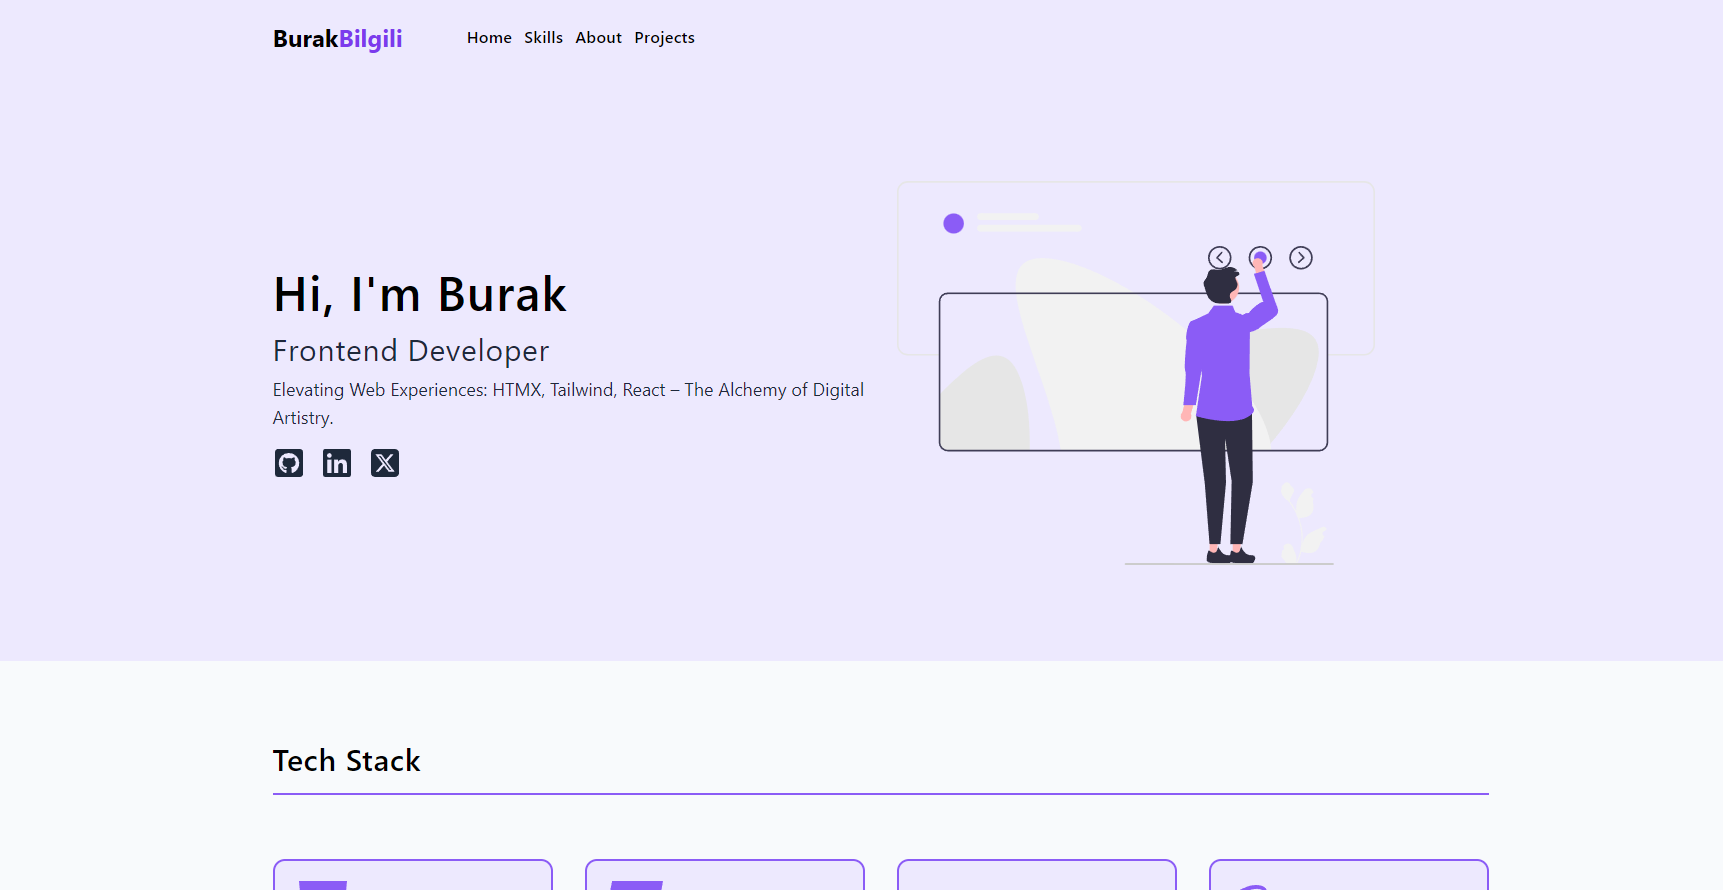 BurakBilgili
Home Skills About Projects
Hi, I'm Burak
Frontend Developer
Elevating Web Experiences: HTMX, Tailwind, React – The Alchemy of Digital
Artistry.
in X
Tech Stack